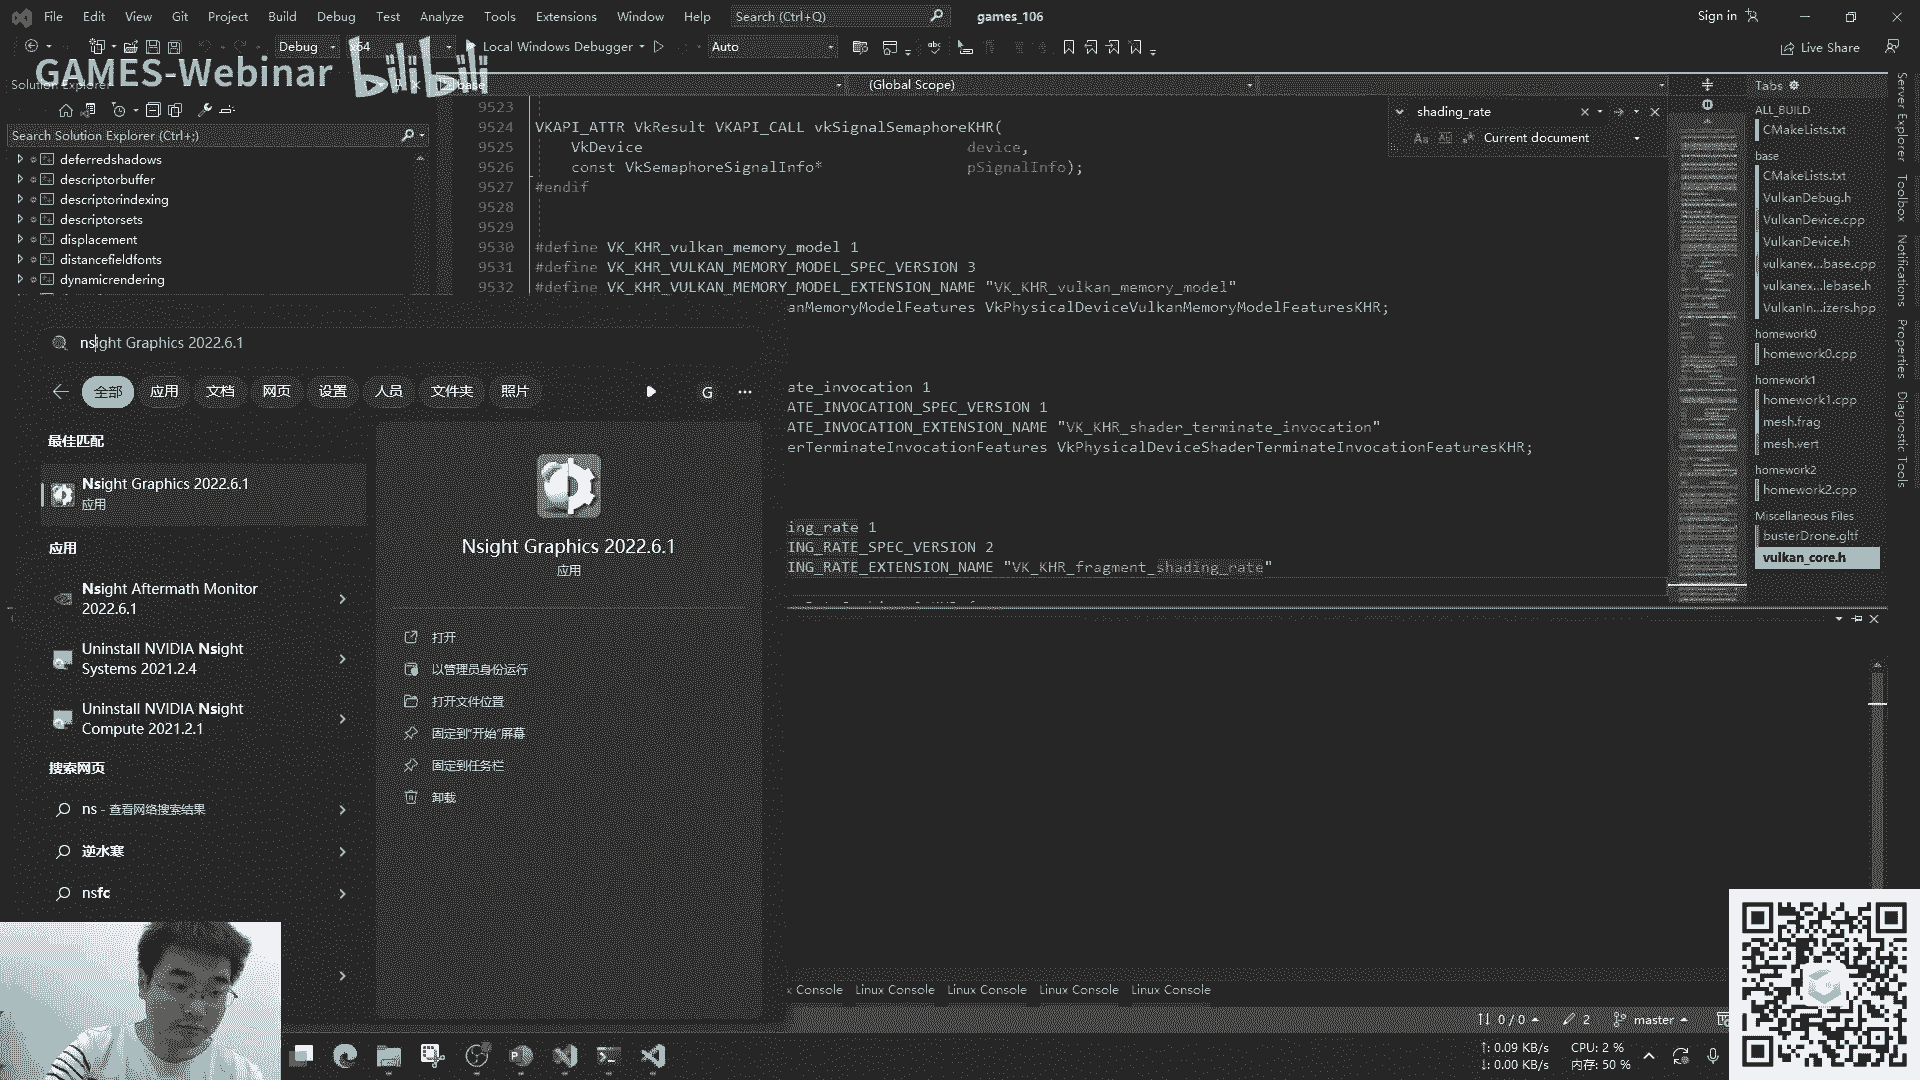 File Edit View Git Project Build Debug Test Analyze Tools Extensions Window Help Search (Ctrl+Q) games_106 Sign in
Debug x64 Local Windows Debugger Auto Live Share
GAMES-Webinar bilibili
Solution Explorer
base
(Global Scope)
Search Solution Explorer (Ctrl+;)
deferredshadows
descriptorbuffer
descriptorindexing
descriptorsets
displacement
distancefieldfonts
dynamicrendering
9523
9524 VKAPI_ATTR VkResult VKAPI_CALL vkSignalSemaphoreKHR(
9525 VkDevice device,
9526 const VkSemaphoreSignalInfo* pSignalInfo);
9527 #endif
9528
9529
9530 #define VK_KHR_vulkan_memory_model 1
9531 #define VK_KHR_VULKAN_MEMORY_MODEL_SPEC_VERSION 3
9532 #define VK_KHR_VULKAN_MEMORY_MODEL_EXTENSION_NAME "VK_KHR_vulkan_memory_model"
anMemoryModelFeatures VkPhysicalDeviceVulkanMemoryModelFeaturesKHR;
ate_invocation 1
ATE_INVOCATION_SPEC_VERSION 1
ATE_INVOCATION_EXTENSION_NAME "VK_KHR_shader_terminate_invocation"
erTerminateInvocationFeatures VkPhysicalDeviceShaderTerminateInvocationFeaturesKHR;
ing_rate 1
ING_RATE_SPEC_VERSION 2
ING_RATE_EXTENSION_NAME "VK_KHR_fragment_shading_rate"
shading_rate
Aa Current document
Tabs
ALL_BUILD
CMakeLists.txt
base
CMakeLists.txt
VulkanDebug.h
VulkanDevice.cpp
VulkanDevice.h
vulkanex...base.cpp
vulkanex...lebase.h
VulkanIn...izers.hpp
homework0
homework0.cpp
homework1
homework1.cpp
mesh.frag
mesh.vert
homework2
homework2.cpp
Miscellaneous Files
busterDrone.gltf
vulkan_core.h
Server Explorer
Toolbox
Notifications
Properties
Diagnostic Tools
nsight Graphics 2022.6.1
全部 应用 文档 网页 设置 人员 文件夹 照片 G
最佳匹配
Nsight Graphics 2022.6.1
应用
应用
Nsight Aftermath Monitor
2022.6.1
Uninstall NVIDIA Nsight
Systems 2021.2.4
Uninstall NVIDIA Nsight
Compute 2021.2.1
搜索网页
ns - 查看网络搜索结果
逆水寒
nsfc
Nsight Graphics 2022.6.1
应用
打开
以管理员身份运行
打开文件位置
固定到"开始"屏幕
固定到任务栏
卸载
x Console Linux Console Linux Console Linux Console Linux Console
0 / 0 2 master
↑: 0.09 KB/s CPU: 2 %
↓: 0.00 KB/s 内存: 50 %